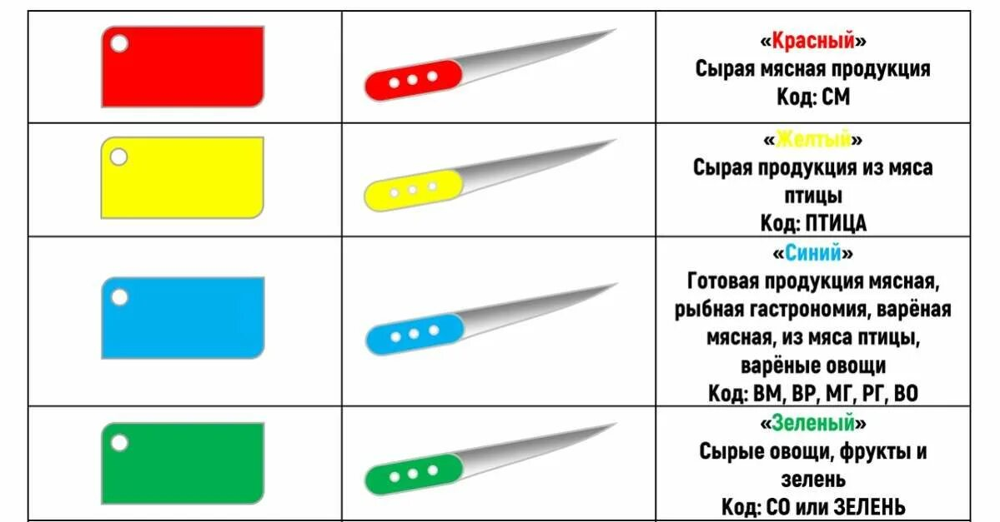 «Красный»
Сырая мясная продукция
Код: СМ
«Желтый»
Сырая продукция из мяса
птицы
Код: ПТИЦА
«Синий»
Готовая продукция мясная,
рыбная гастрономия, варёная
мясная, из мяса птицы,
варёные овощи
Код: ВМ, ВР, МГ, РГ, ВО
«Зеленый»
Сырые овощи, фрукты и
зелень
Код: СО или ЗЕЛЕНЬ